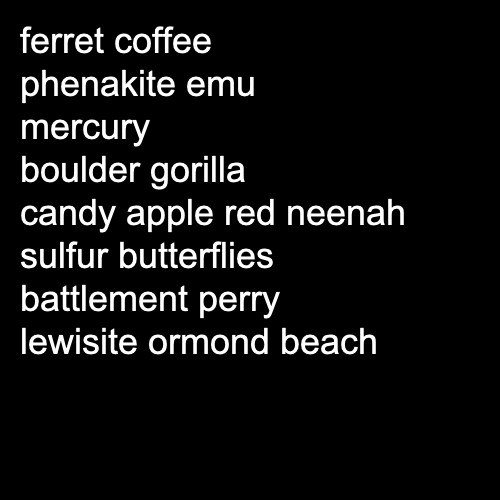 ferret coffee
phenakite emu
mercury
boulder gorilla
candy apple red neenah
sulfur butterflies
battlement perry
lewisite ormond beach